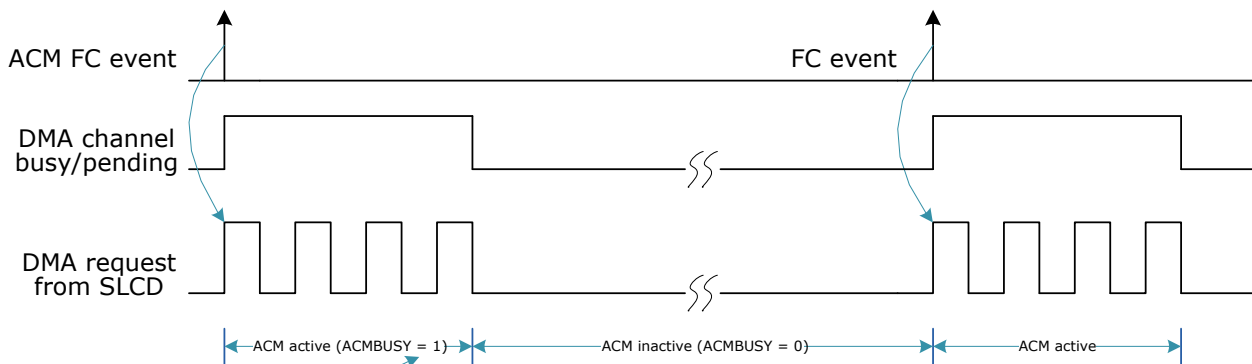 ACM FC event
FC event
DMA channel
busy/pending
DMA request
from SLCD
ACM active (ACMBUSY = 1)
ACM inactive (ACMBUSY = 0)
ACM active